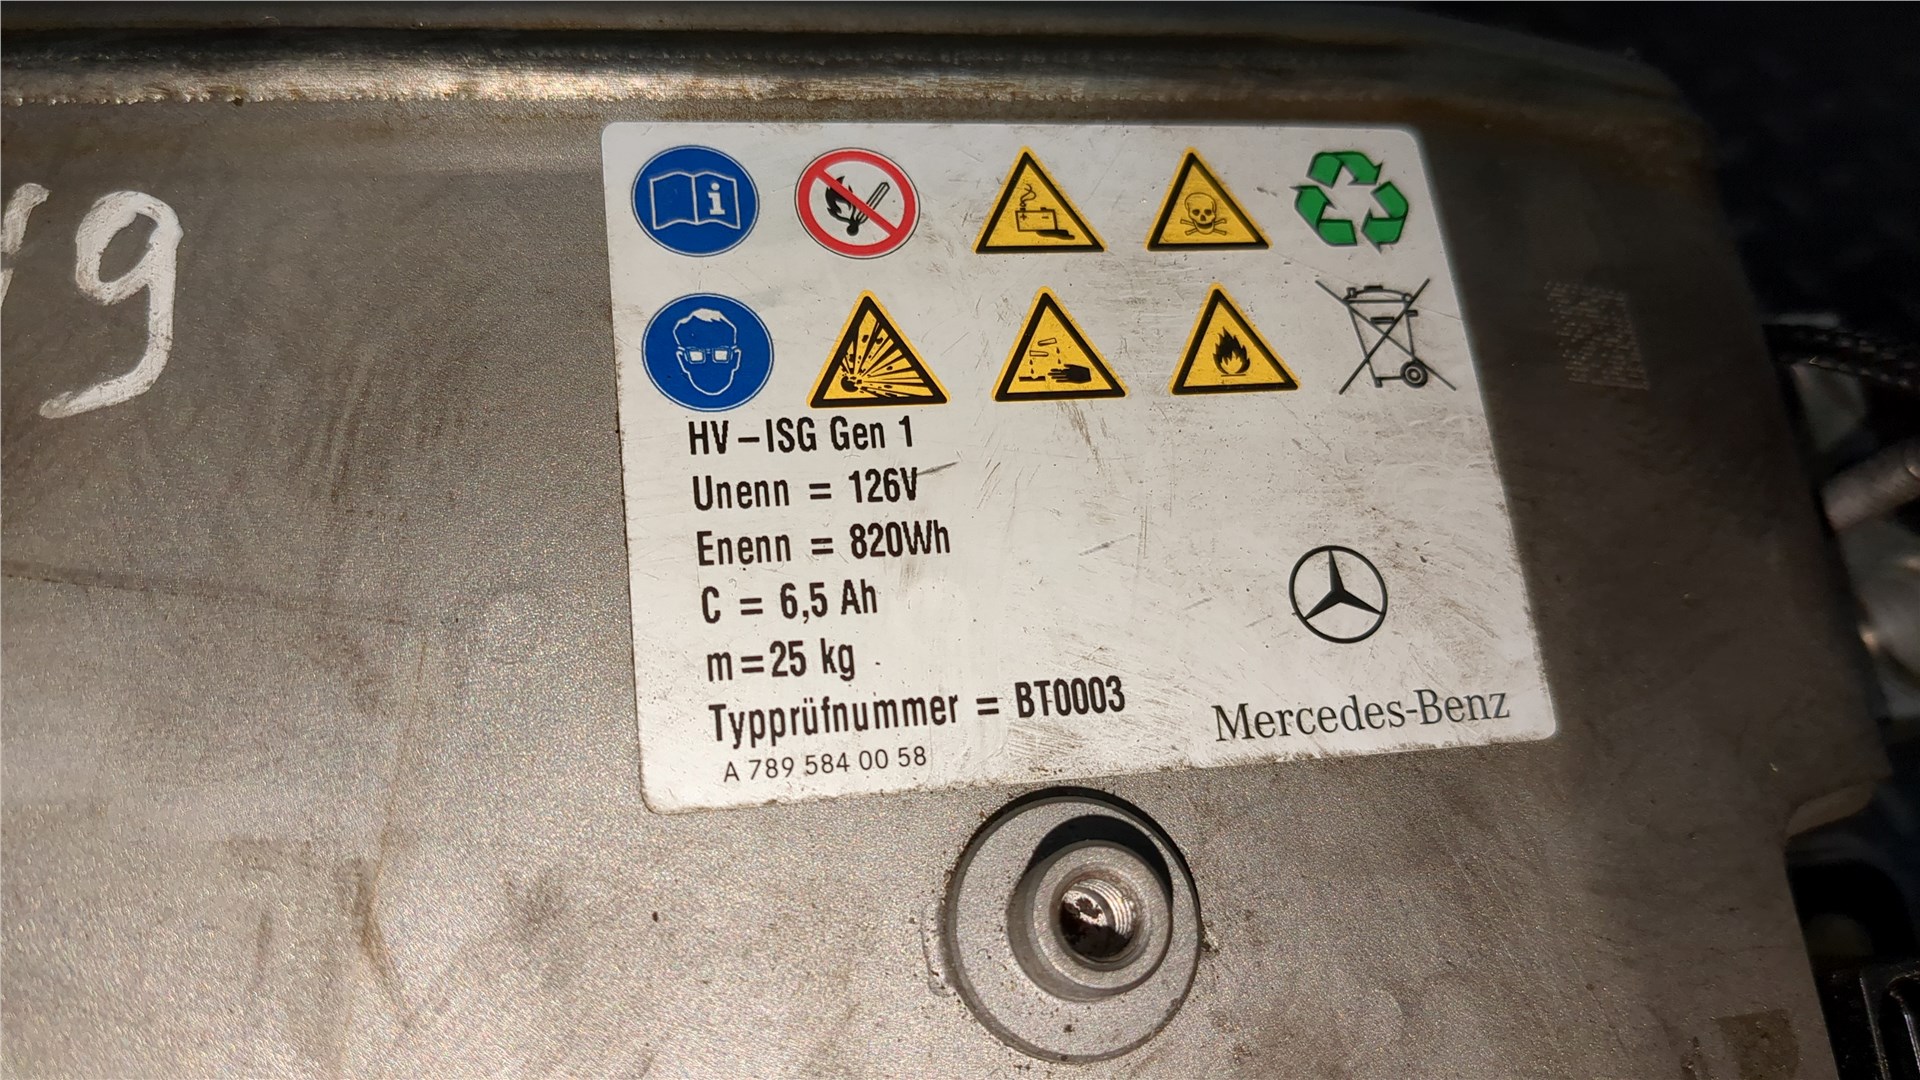 9
HV-ISG Gen 1
Unenn = 126V
Enenn = 820Wh
C = 6,5 Ah
m=25 kg
Typprüfnummer = BT0003
A 789 584 00 58
Mercedes-Benz